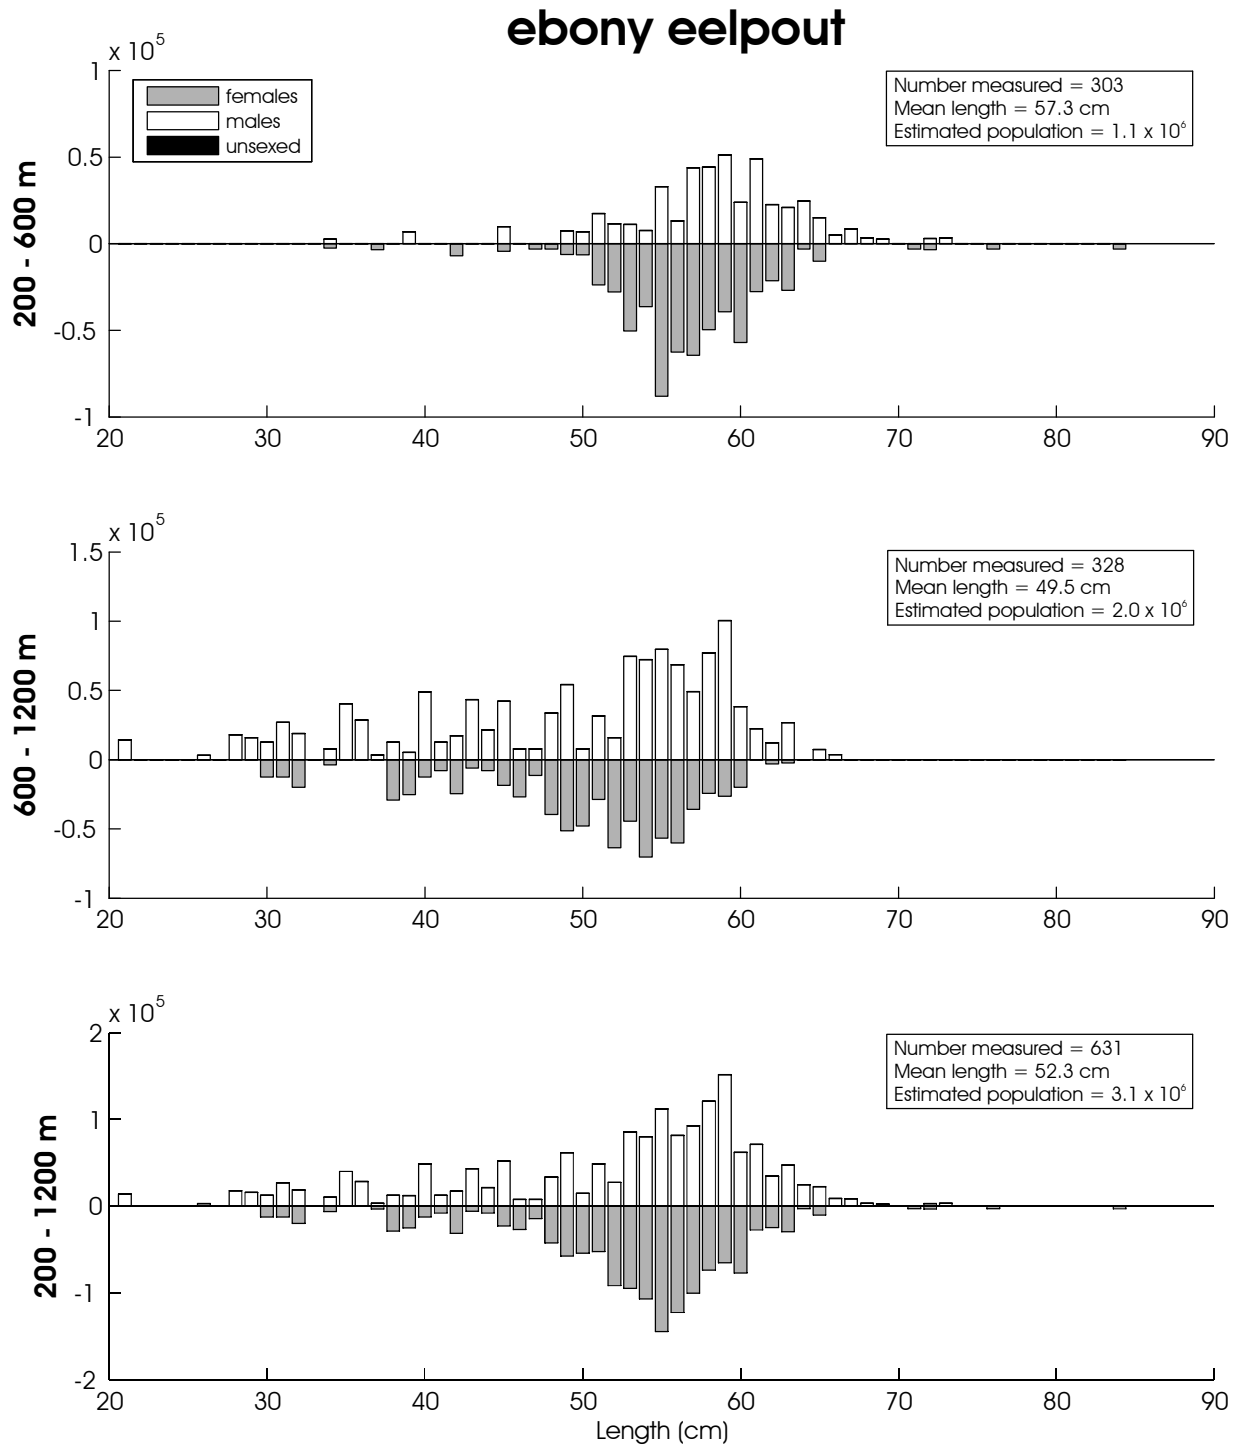 ebony eelpout
x 10^5
1
0.5
0
-0.5
-1
females
males
unsexed
Number measured = 303
Mean length = 57.3 cm
Estimated population = 1.1 x 10^6
200 - 600 m
20 30 40 50 60 70 80 90
x 10^5
1.5
1
0.5
0
-0.5
-1
Number measured = 328
Mean length = 49.5 cm
Estimated population = 2.0 x 10^6
600 - 1200 m
20 30 40 50 60 70 80 90
x 10^5
2
1
0
-1
-2
Number measured = 631
Mean length = 52.3 cm
Estimated population = 3.1 x 10^6
200 - 1200 m
20 30 40 50 60 70 80 90
Length (cm)